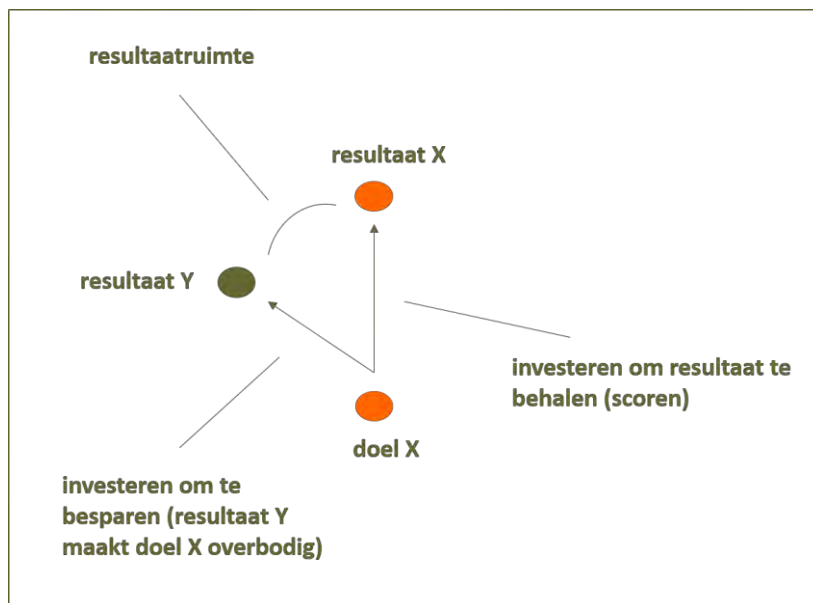 resultaatruimte
resultaat X
resultaat Y
investeren om resultaat te
behalen (scoren)
doel X
investeren om te
besparen (resultaat Y
maakt doel X overbodig)